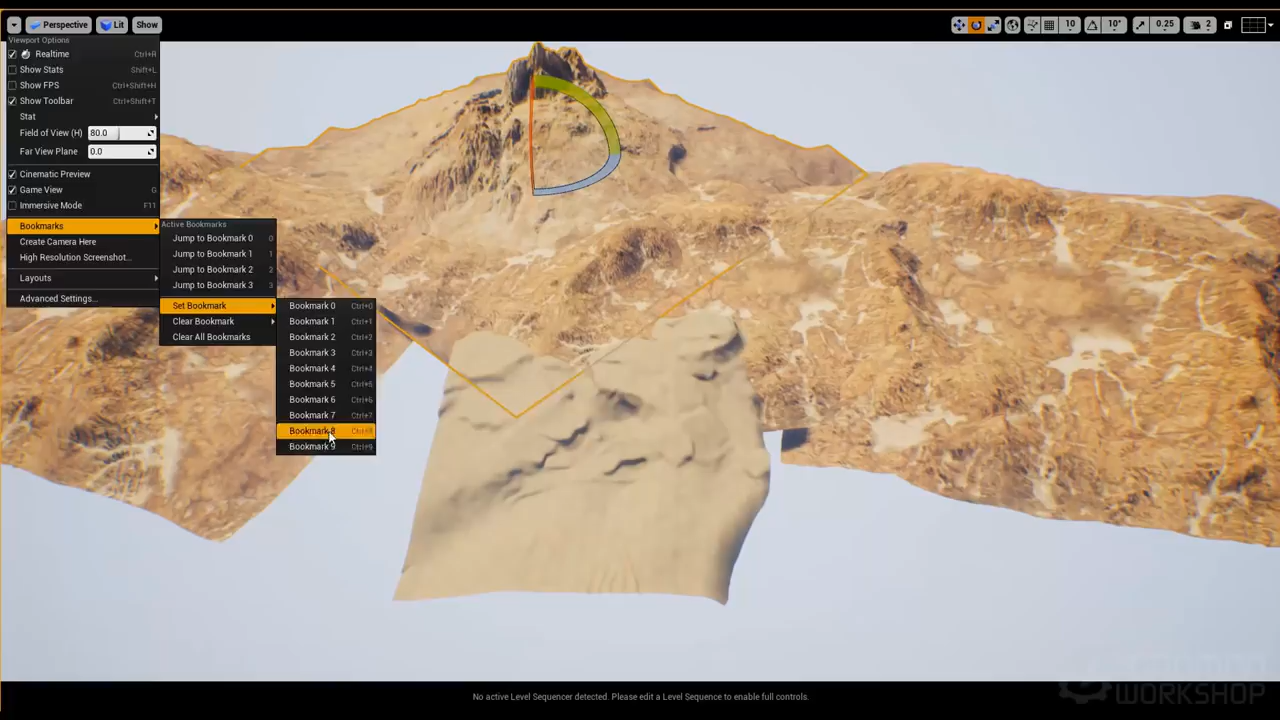 Perspective Lit Show
10 10° 0.25 2
Viewport Options
Realtime Ctrl+R
Show Stats Shift+L
Show FPS Ctrl+Shift+H
Show Toolbar Ctrl+Shift+T
Stat
Field of View (H) 80.0
Far View Plane 0.0
Cinematic Preview
Game View G
Immersive Mode F11
Bookmarks
Create Camera Here
High Resolution Screenshot...
Layouts
Advanced Settings...
Active Bookmarks
Jump to Bookmark 0 0
Jump to Bookmark 1 1
Jump to Bookmark 2 2
Jump to Bookmark 3 3
Set Bookmark
Clear Bookmark
Clear All Bookmarks
Bookmark 0 Ctrl+0
Bookmark 1 Ctrl+1
Bookmark 2 Ctrl+2
Bookmark 3 Ctrl+3
Bookmark 4 Ctrl+4
Bookmark 5 Ctrl+5
Bookmark 6 Ctrl+6
Bookmark 7 Ctrl+7
Bookmark 8 Ctrl+8
Bookmark 9 Ctrl+9
No active Level Sequencer detected. Please edit a Level Sequence to enable full controls.
WORKSHOP